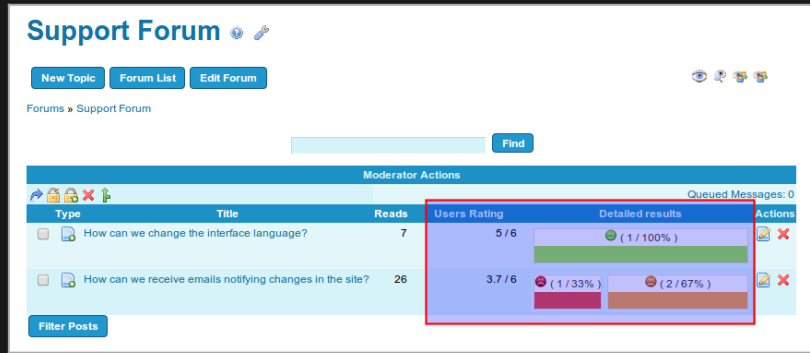 Support Forum
New Topic Forum List Edit Forum
Forums » Support Forum
Find
Moderator Actions
Queued Messages: 0
Type Title Reads Users Rating Detailed results Actions
How can we change the interface language? 7 5 / 6 ( 1 / 100% )
How can we receive emails notifying changes in the site? 26 3.7 / 6 ( 1 / 33% ) ( 2 / 67% )
Filter Posts